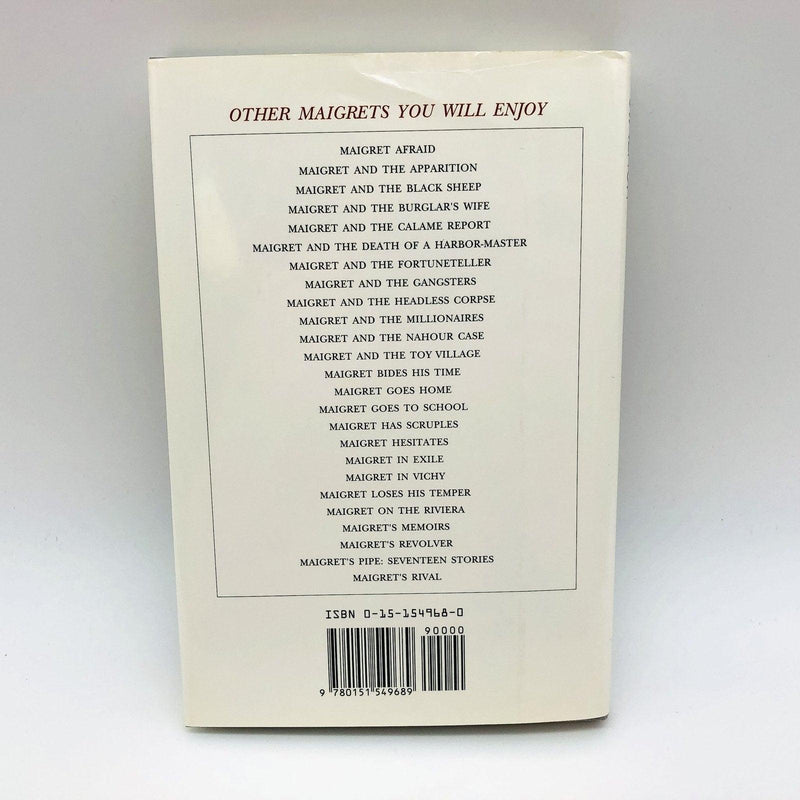 OTHER MAIGRETS YOU WILL ENJOY
MAIGRET AFRAID
MAIGRET AND THE APPARITION
MAIGRET AND THE BLACK SHEEP
MAIGRET AND THE BURGLAR'S WIFE
MAIGRET AND THE CALAME REPORT
MAIGRET AND THE DEATH OF A HARBOR-MASTER
MAIGRET AND THE FORTUNETELLER
MAIGRET AND THE GANGSTERS
MAIGRET AND THE HEADLESS CORPSE
MAIGRET AND THE MILLIONAIRES
MAIGRET AND THE NAHOUR CASE
MAIGRET AND THE TOY VILLAGE
MAIGRET BIDES HIS TIME
MAIGRET GOES HOME
MAIGRET GOES TO SCHOOL
MAIGRET HAS SCRUPLES
MAIGRET HESITATES
MAIGRET IN EXILE
MAIGRET IN VICHY
MAIGRET LOSES HIS TEMPER
MAIGRET ON THE RIVIERA
MAIGRET'S MEMOIRS
MAIGRET'S REVOLVER
MAIGRET'S PIPE: SEVENTEEN STORIES
MAIGRET'S RIVAL
ISBN 0-15-154968-0
90000
9 780151 549689